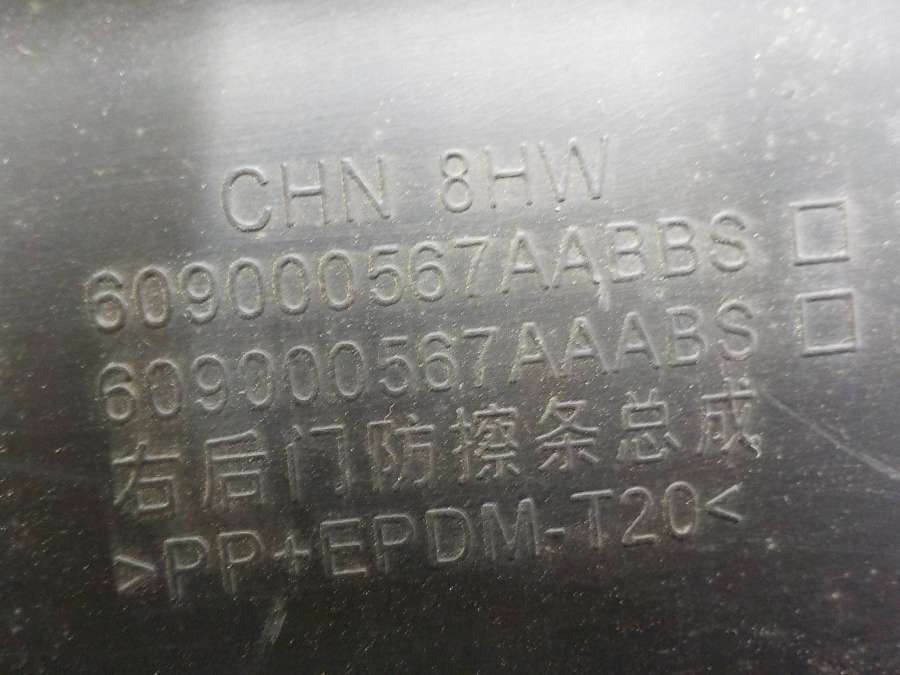 CHN 8HW
609000567AABBS □
609000567AAABS □
右后门防擦条总成
>PP+EPDM-T20<